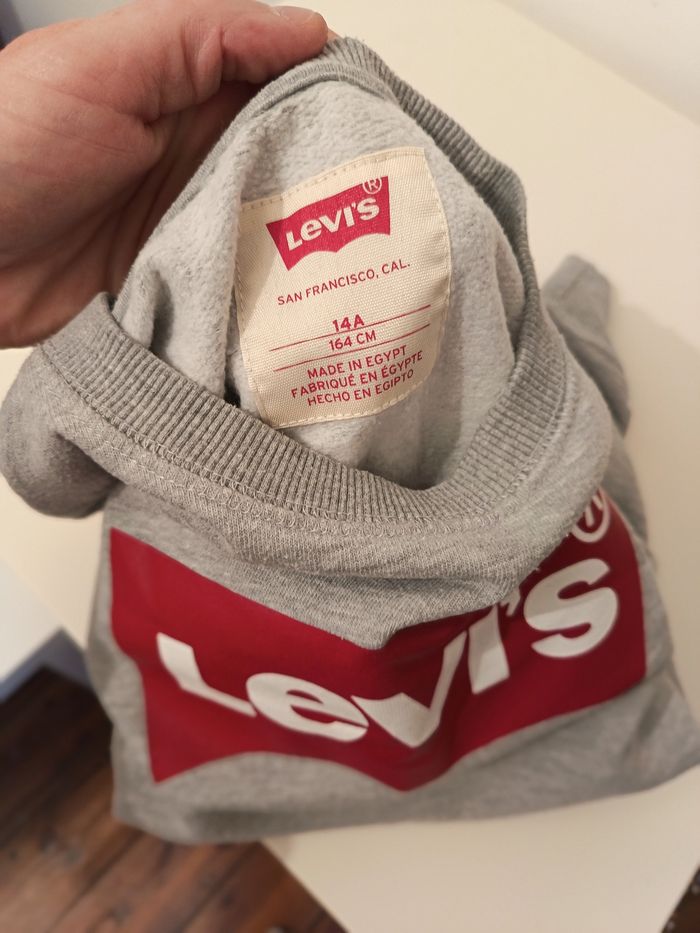 Levi's®
SAN FRANCISCO, CAL.
14A
164 CM
MADE IN EGYPT
FABRIQUÉ EN ÉGYPTE
HECHO EN EGIPTO
Levi's®